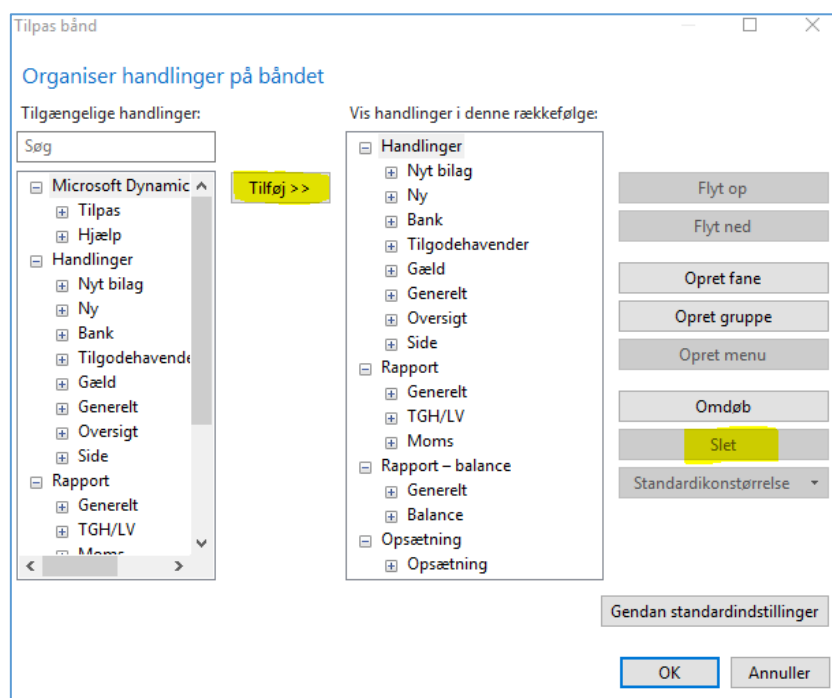 Tilpas bånd
Organiser handlinger på båndet
Tilgængelige handlinger:
Søg
Microsoft Dynamic
Tilpas
Hjælp
Handlinger
Nyt bilag
Ny
Bank
Tilgodehavende
Gæld
Generelt
Oversigt
Side
Rapport
Generelt
TGH/LV
Moms
Tilføj >>
Vis handlinger i denne rækkefølge:
Handlinger
Nyt bilag
Ny
Bank
Tilgodehavender
Gæld
Generelt
Oversigt
Side
Rapport
Generelt
TGH/LV
Moms
Rapport – balance
Generelt
Balance
Opsætning
Opsætning
Flyt op
Flyt ned
Opret fane
Opret gruppe
Opret menu
Omdøb
Slet
Standardikonstørrelse
Gendan standardindstillinger
OK
Annuller